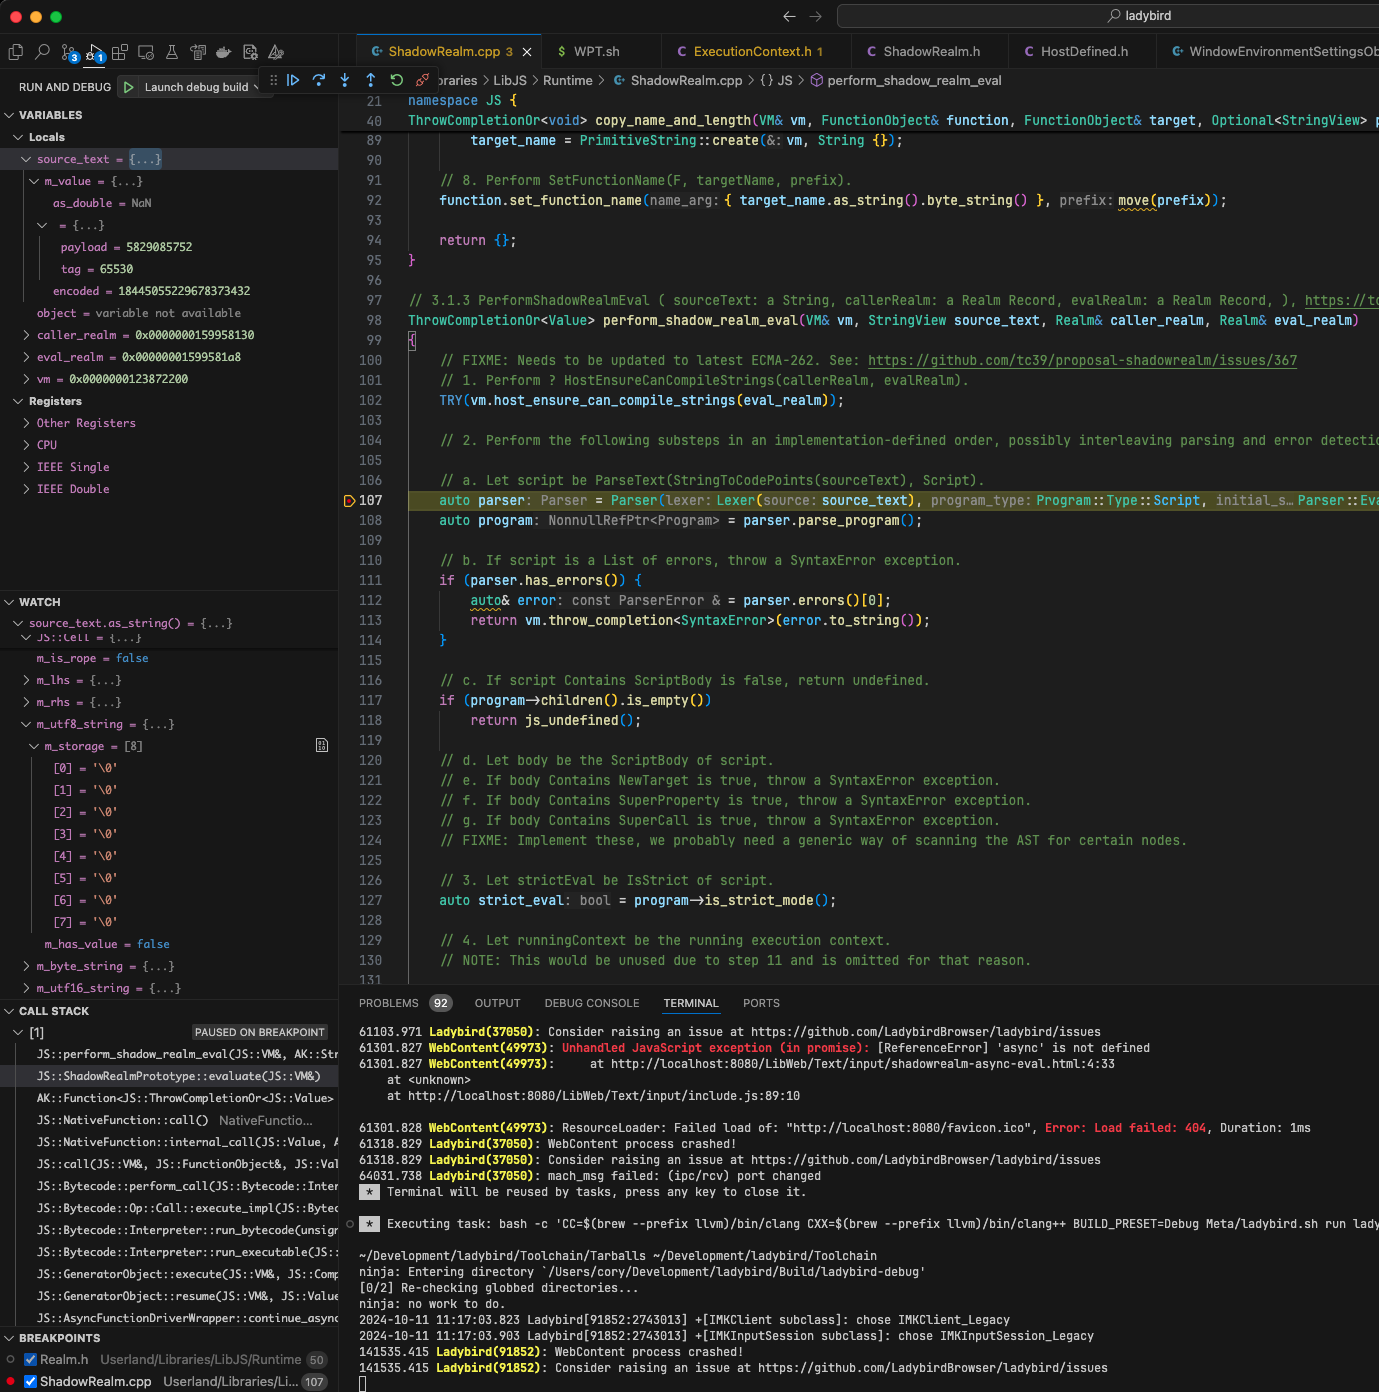 ladybird
3
1
ShadowRealm.cpp 3
WPT.sh
ExecutionContext.h 1
ShadowRealm.h
HostDefined.h
WindowEnvironmentSettingsOb
RUN AND DEBUG
Launch debug build
braries > LibJS > Runtime > ShadowRealm.cpp > {} JS > perform_shadow_realm_eval
VARIABLES
Locals
source_text = {...}
m_value = {...}
as_double = NaN
= {...}
payload = 5829085752
tag = 65530
encoded = 18445055229678373432
object = variable not available
caller_realm = 0x0000000159958130
eval_realm = 0x00000001599581a8
vm = 0x0000000123872200
Registers
Other Registers
CPU
IEEE Single
IEEE Double
WATCH
source_text.as_string() = {...}
JS::Cell = {...}
m_is_rope = false
m_lhs = {...}
m_rhs = {...}
m_utf8_string = {...}
m_storage = [8]
[0] = '\0'
[1] = '\0'
[2] = '\0'
[3] = '\0'
[4] = '\0'
[5] = '\0'
[6] = '\0'
[7] = '\0'
m_has_value = false
m_byte_string = {...}
m_utf16_string = {...}
CALL STACK
[1] PAUSED ON BREAKPOINT
JS::perform_shadow_realm_eval(JS::VM&, AK::Str
JS::ShadowRealmPrototype::evaluate(JS::VM&)
AK::Function<JS::ThrowCompletionOr<JS::Value>
JS::NativeFunction::call() NativeFunctio...
JS::NativeFunction::internal_call(JS::Value, A
JS::call(JS::VM&, JS::FunctionObject&, JS::Val
JS::Bytecode::perform_call(JS::Bytecode::Inter
JS::Bytecode::Op::Call::execute_impl(JS::Bytec
JS::Bytecode::Interpreter::run_bytecode(unsign
JS::Bytecode::Interpreter::run_executable(JS::
JS::GeneratorObject::execute(JS::VM&, JS::Comp
JS::GeneratorObject::resume(JS::VM&, JS::Value
JS::AsyncFunctionDriverWrapper::continue_async
BREAKPOINTS
Realm.h Userland/Libraries/LibJS/Runtime 50
ShadowRealm.cpp Userland/Libraries/Li... 107
21 namespace JS {
40 ThrowCompletionOr<void> copy_name_and_length(VM& vm, FunctionObject& function, FunctionObject& target, Optional<StringView> p
89 target_name = PrimitiveString::create(&: vm, String {});
90
91 // 8. Perform SetFunctionName(F, targetName, prefix).
92 function.set_function_name(name_arg: { target_name.as_string().byte_string() }, prefix: move(prefix));
93
94 return {};
95 }
96
97 // 3.1.3 PerformShadowRealmEval ( sourceText: a String, callerRealm: a Realm Record, evalRealm: a Realm Record, ), https://tc
98 ThrowCompletionOr<Value> perform_shadow_realm_eval(VM& vm, StringView source_text, Realm& caller_realm, Realm& eval_realm)
99 {
100 // FIXME: Needs to be updated to latest ECMA-262. See: https://github.com/tc39/proposal-shadowrealm/issues/367
101 // 1. Perform ? HostEnsureCanCompileStrings(callerRealm, evalRealm).
102 TRY(vm.host_ensure_can_compile_strings(eval_realm));
103
104 // 2. Perform the following substeps in an implementation-defined order, possibly interleaving parsing and error detectio
105
106 // a. Let script be ParseText(StringToCodePoints(sourceText), Script).
107 auto parser: Parser = Parser(lexer: Lexer(source: source_text), program_type: Program::Type::Script, initial_s… Parser::Eva
108 auto program: NonnullRefPtr<Program> = parser.parse_program();
109
110 // b. If script is a List of errors, throw a SyntaxError exception.
111 if (parser.has_errors()) {
112 auto& error: const ParserError & = parser.errors()[0];
113 return vm.throw_completion<SyntaxError>(error.to_string());
114 }
115
116 // c. If script Contains ScriptBody is false, return undefined.
117 if (program->children().is_empty())
118 return js_undefined();
119
120 // d. Let body be the ScriptBody of script.
121 // e. If body Contains NewTarget is true, throw a SyntaxError exception.
122 // f. If body Contains SuperProperty is true, throw a SyntaxError exception.
123 // g. If body Contains SuperCall is true, throw a SyntaxError exception.
124 // FIXME: Implement these, we probably need a generic way of scanning the AST for certain nodes.
125
126 // 3. Let strictEval be IsStrict of script.
127 auto strict_eval: bool = program->is_strict_mode();
128
129 // 4. Let runningContext be the running execution context.
130 // NOTE: This would be unused due to step 11 and is omitted for that reason.
131
PROBLEMS 92 OUTPUT DEBUG CONSOLE TERMINAL PORTS
61103.971 Ladybird(37050): Consider raising an issue at https://github.com/LadybirdBrowser/ladybird/issues
61301.827 WebContent(49973): Unhandled JavaScript exception (in promise): [ReferenceError] 'async' is not defined
61301.827 WebContent(49973): at http://localhost:8080/LibWeb/Text/input/shadowrealm-async-eval.html:4:33
at <unknown>
at http://localhost:8080/LibWeb/Text/input/include.js:89:10
61301.828 WebContent(49973): ResourceLoader: Failed load of: "http://localhost:8080/favicon.ico", Error: Load failed: 404, Duration: 1ms
61318.829 Ladybird(37050): WebContent process crashed!
61318.829 Ladybird(37050): Consider raising an issue at https://github.com/LadybirdBrowser/ladybird/issues
64031.738 Ladybird(37050): mach_msg failed: (ipc/rcv) port changed
* Terminal will be reused by tasks, press any key to close it.
* Executing task: bash -c 'CC=$(brew --prefix llvm)/bin/clang CXX=$(brew --prefix llvm)/bin/clang++ BUILD_PRESET=Debug Meta/ladybird.sh run lady
~/Development/ladybird/Toolchain/Tarballs ~/Development/ladybird/Toolchain
ninja: Entering directory `/Users/cory/Development/ladybird/Build/ladybird-debug'
[0/2] Re-checking globbed directories...
ninja: no work to do.
2024-10-11 11:17:03.823 Ladybird[91852:2743013] +[IMKClient subclass]: chose IMKClient_Legacy
2024-10-11 11:17:03.903 Ladybird[91852:2743013] +[IMKInputSession subclass]: chose IMKInputSession_Legacy
141535.415 Ladybird(91852): WebContent process crashed!
141535.415 Ladybird(91852): Consider raising an issue at https://github.com/LadybirdBrowser/ladybird/issues